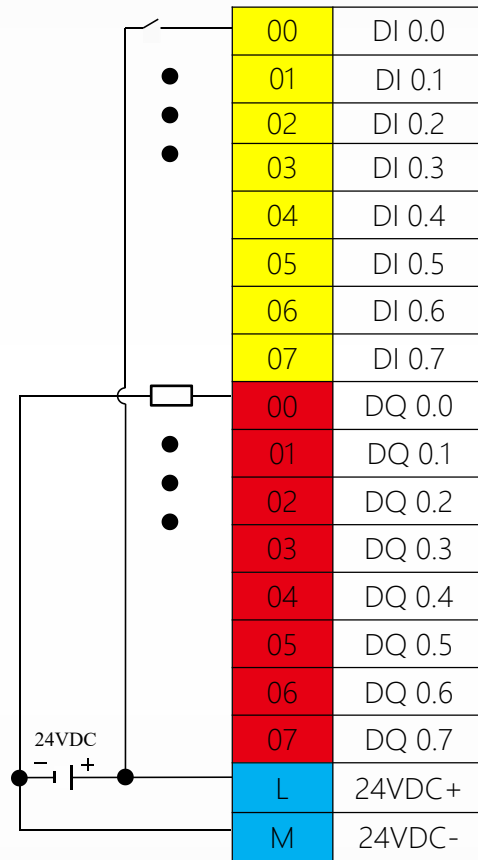 00 DI 0.0
01 DI 0.1
02 DI 0.2
03 DI 0.3
04 DI 0.4
05 DI 0.5
06 DI 0.6
07 DI 0.7
00 DQ 0.0
01 DQ 0.1
02 DQ 0.2
03 DQ 0.3
04 DQ 0.4
05 DQ 0.5
06 DQ 0.6
07 DQ 0.7
24VDC
− +
L 24VDC+
M 24VDC-